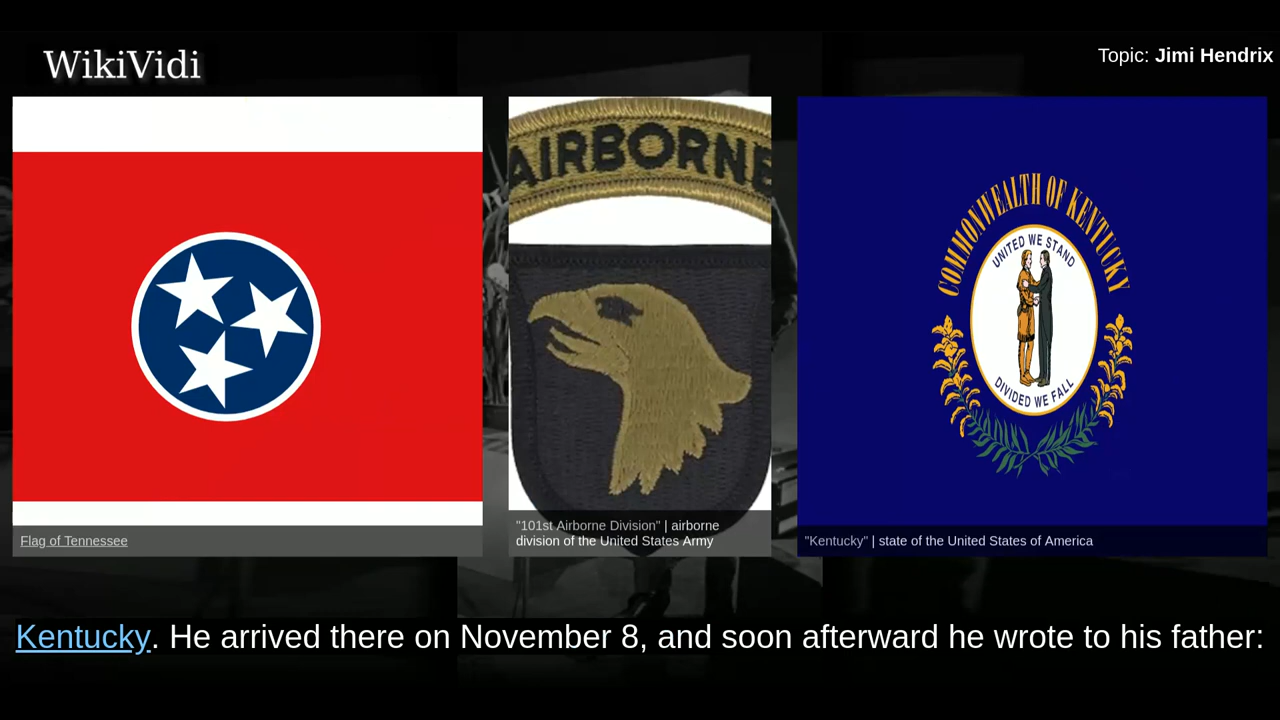 WikiVidi
Topic: Jimi Hendrix
AIRBORNE
COMMONWEALTH OF KENTUCKY
UNITED WE STAND
DIVIDED WE FALL
Flag of Tennessee
"101st Airborne Division" | airborne
division of the United States Army
"Kentucky" | state of the United States of America
Kentucky. He arrived there on November 8, and soon afterward he wrote to his father: